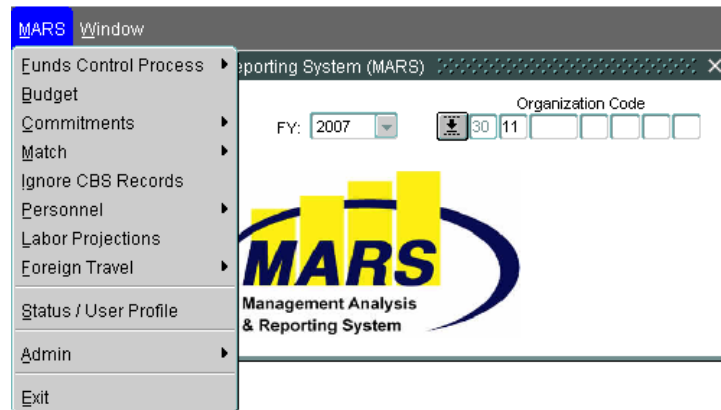 MARS Window
Funds Control Process
eporting System (MARS)
Budget
Commitments
Match
Ignore CBS Records
Personnel
Labor Projections
Foreign Travel
Status / User Profile
Admin
Exit
Organization Code
FY: 2007 30 11
MARS
Management Analysis
& Reporting System